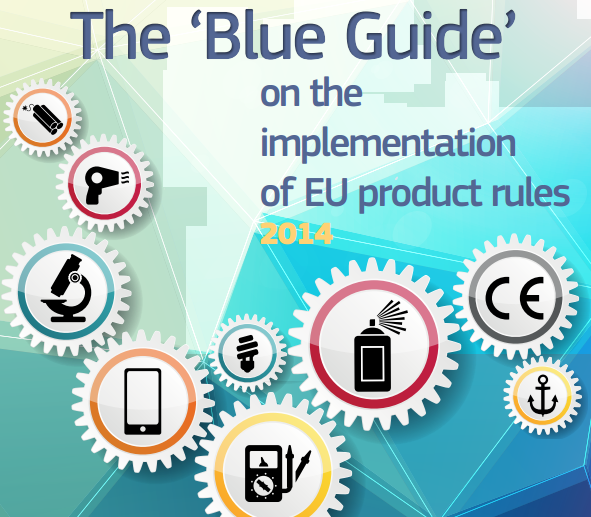 The ‘Blue Guide’
on the
implementation
of EU product rules
2014
CE